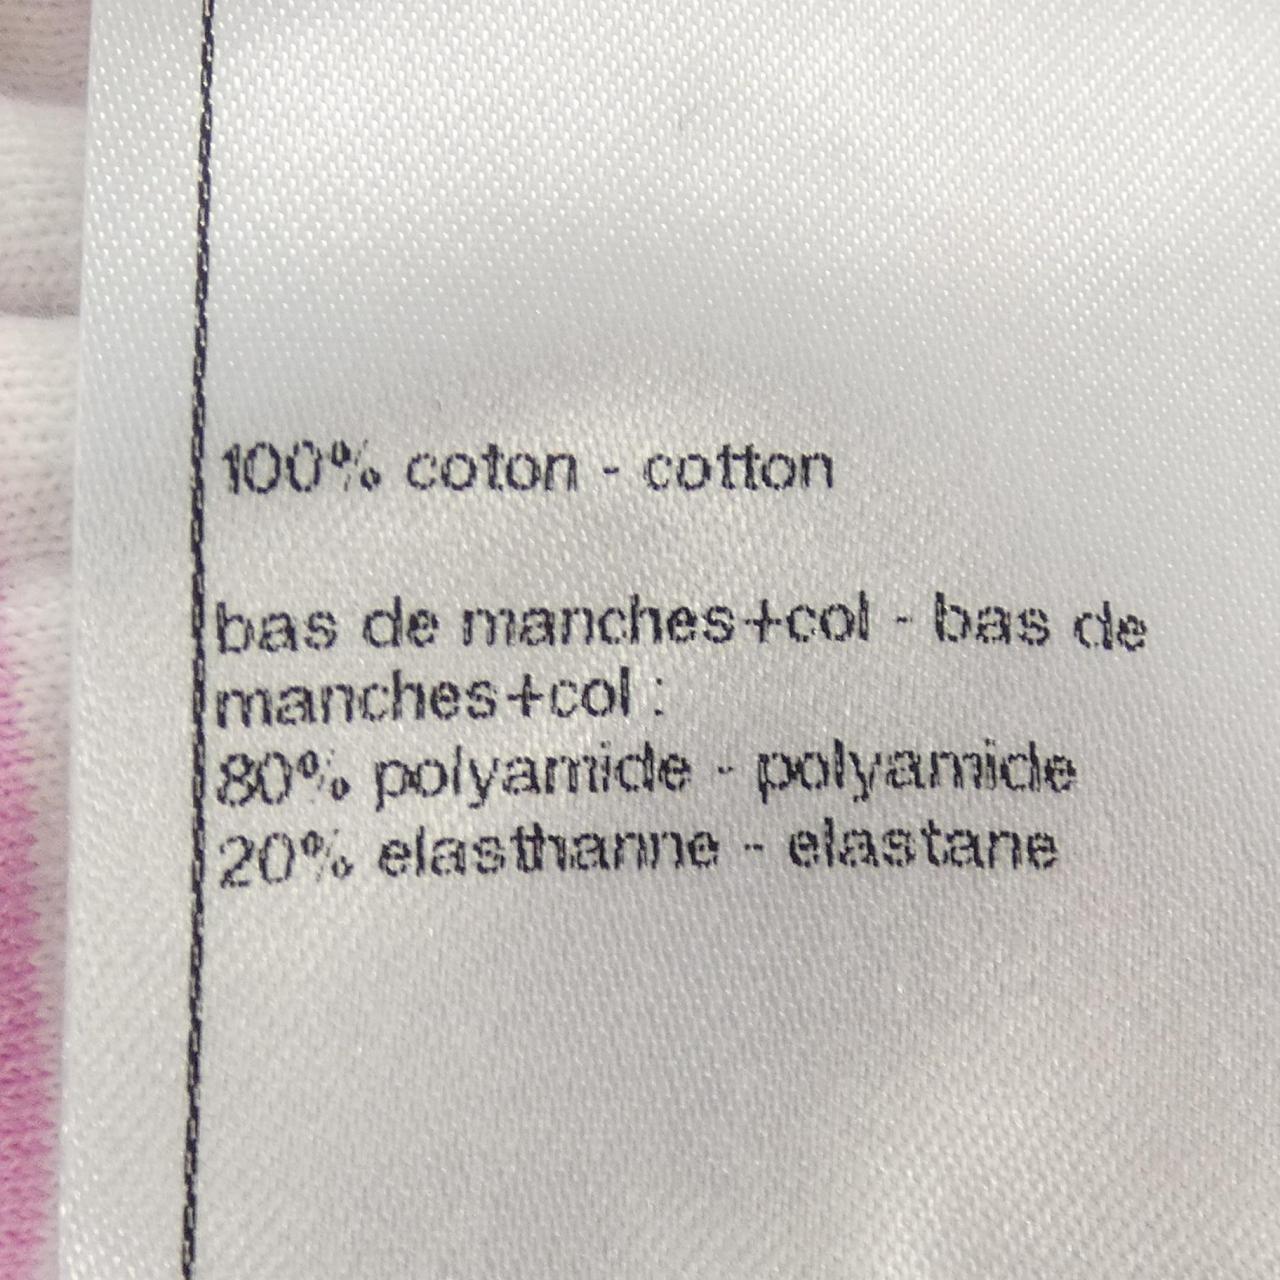 100% coton - cotton
bas de manches+col - bas de
manches+col :
80% polyamide - polyamide
20% elasthanne - elastane